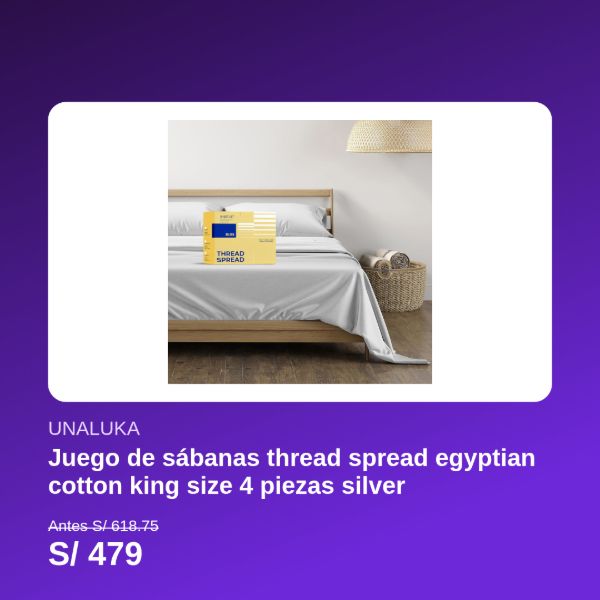 THREAD
SPREAD
UNALUKA
Juego de sábanas thread spread egyptian
cotton king size 4 piezas silver
Antes S/ 618.75
S/ 479